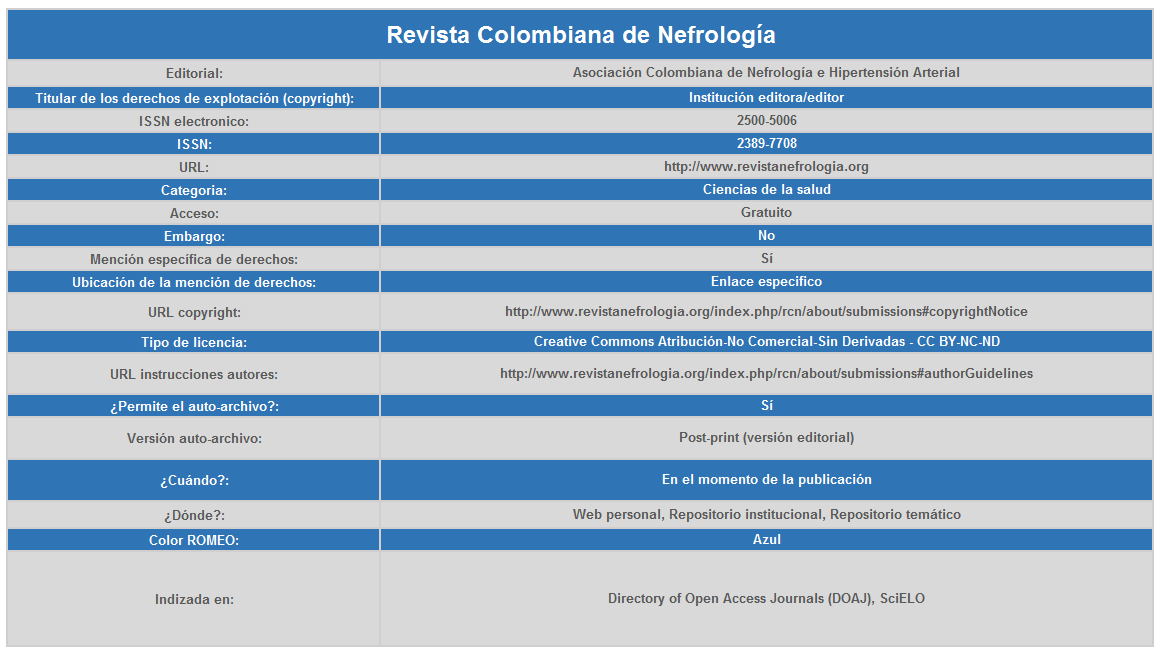 Revista Colombiana de Nefrología
Editorial: Asociación Colombiana de Nefrología e Hipertensión Arterial
Titular de los derechos de explotación (copyright): Institución editora/editor
ISSN electronico: 2500-5006
ISSN: 2389-7708
URL: http://www.revistanefrologia.org
Categoria: Ciencias de la salud
Acceso: Gratuito
Embargo: No
Mención específica de derechos: Sí
Ubicación de la mención de derechos: Enlace especifico
URL copyright: http://www.revistanefrologia.org/index.php/rcn/about/submissions#copyrightNotice
Tipo de licencia: Creative Commons Atribución-No Comercial-Sin Derivadas - CC BY-NC-ND
URL instrucciones autores: http://www.revistanefrologia.org/index.php/rcn/about/submissions#authorGuidelines
¿Permite el auto-archivo?: Sí
Versión auto-archivo: Post-print (versión editorial)
¿Cuándo?: En el momento de la publicación
¿Dónde?: Web personal, Repositorio institucional, Repositorio temático
Color ROMEO: Azul
Indizada en: Directory of Open Access Journals (DOAJ), SciELO